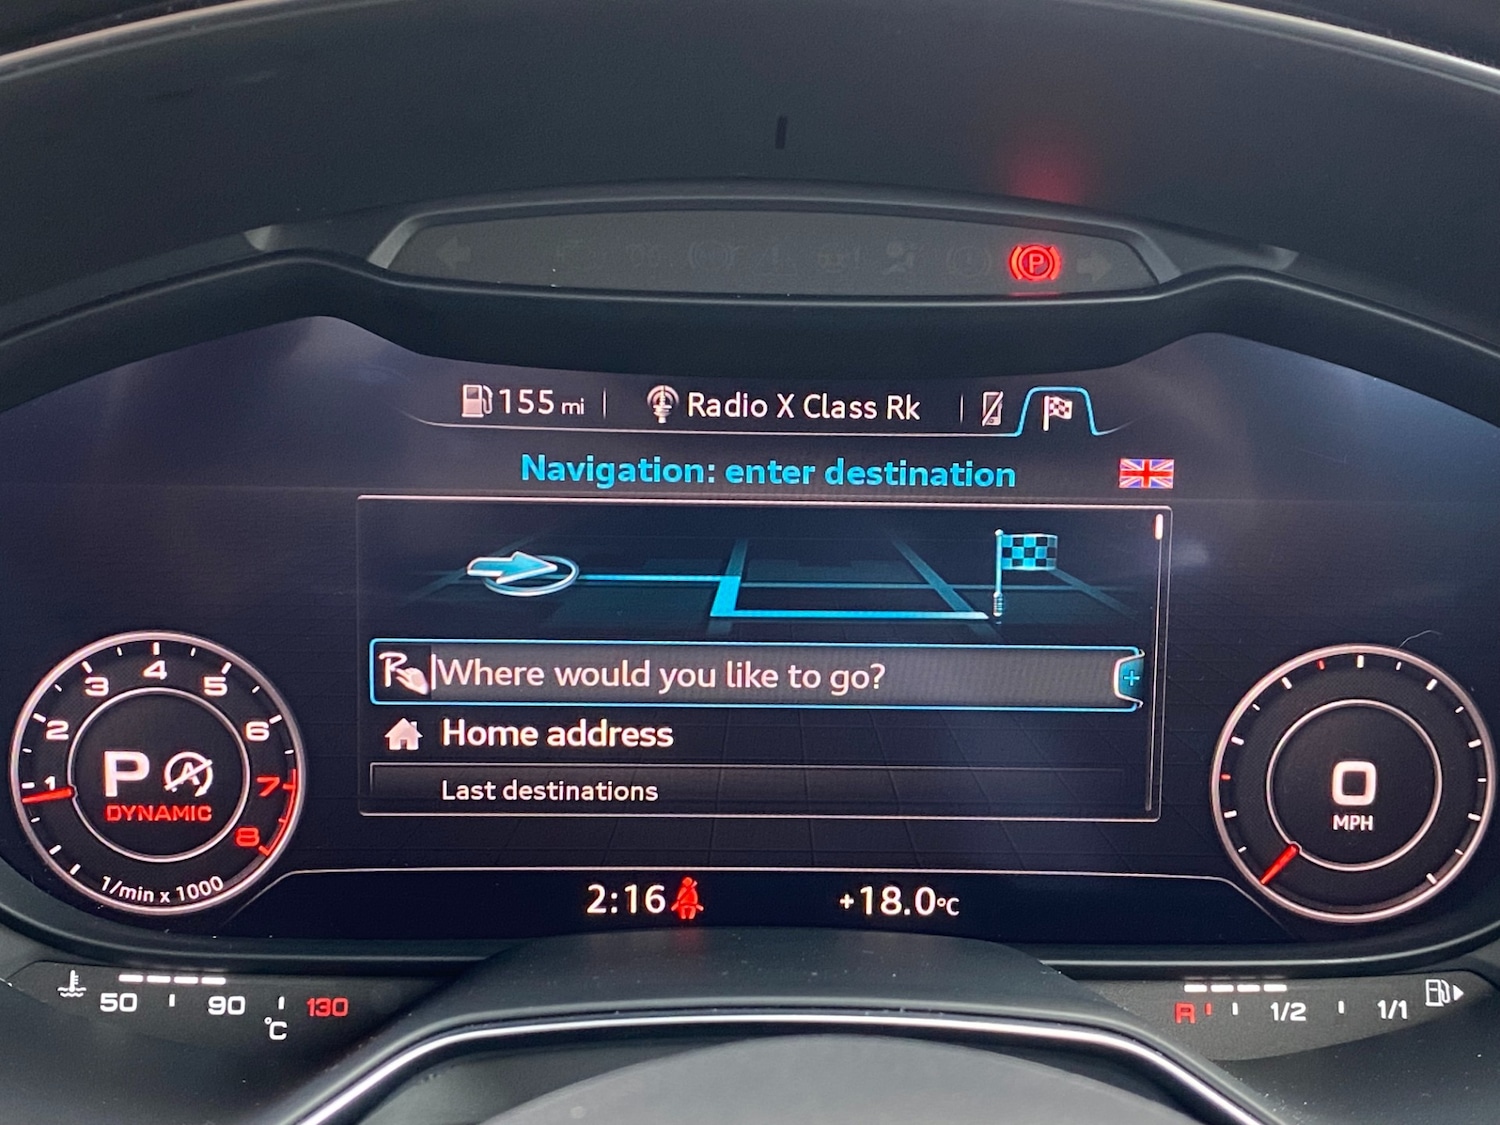 P
155 mi
Radio X Class Rk
Navigation: enter destination
Where would you like to go?
+
Home address
Last destinations
1 2 3 4 5 6 7 8
P A
DYNAMIC
1/min x 1000
0
MPH
2:16
+18.0°C
50 90 130
°C
R 1/2 1/1